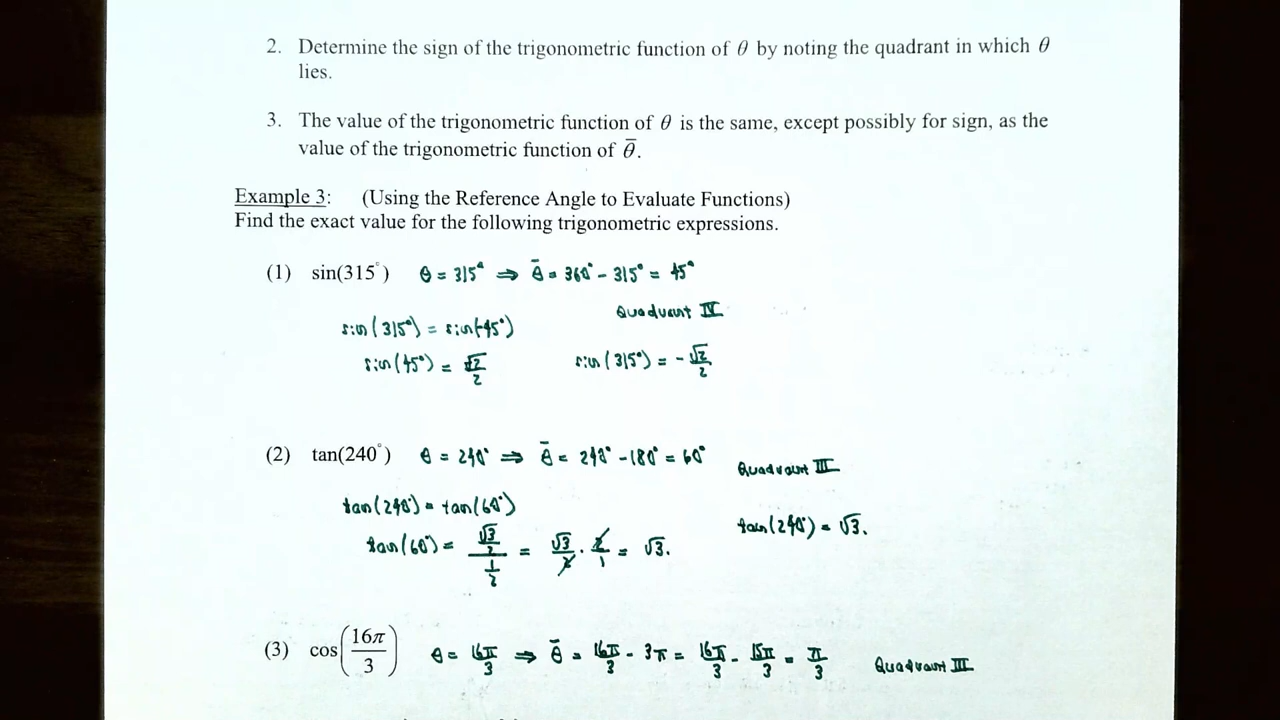 2. Determine the sign of the trigonometric function of θ by noting the quadrant in which θ
lies.
3. The value of the trigonometric function of θ is the same, except possibly for sign, as the
value of the trigonometric function of θ̄.
Example 3: (Using the Reference Angle to Evaluate Functions)
Find the exact value for the following trigonometric expressions.
(1) sin(315°) θ = 315° ⇒ θ̄ = 360° - 315° = 45°
Quadrant IV
sin(315°) = sin(-45°)
sin(45°) = √2/2 sin(315°) = -√2/2
(2) tan(240°) θ = 240° ⇒ θ̄ = 240° - 180° = 60° Quadrant III
tan(240°) = tan(60°)
tan(240°) = √3.
tan(60°) = (√3/2)/(1/2) = √3/2 · 2/1 = √3.
(3) cos(16π/3) θ = 16π/3 ⇒ θ̄ = 16π/3 - 3π = 16π/3 - 15π/3 = π/3 Quadrant III